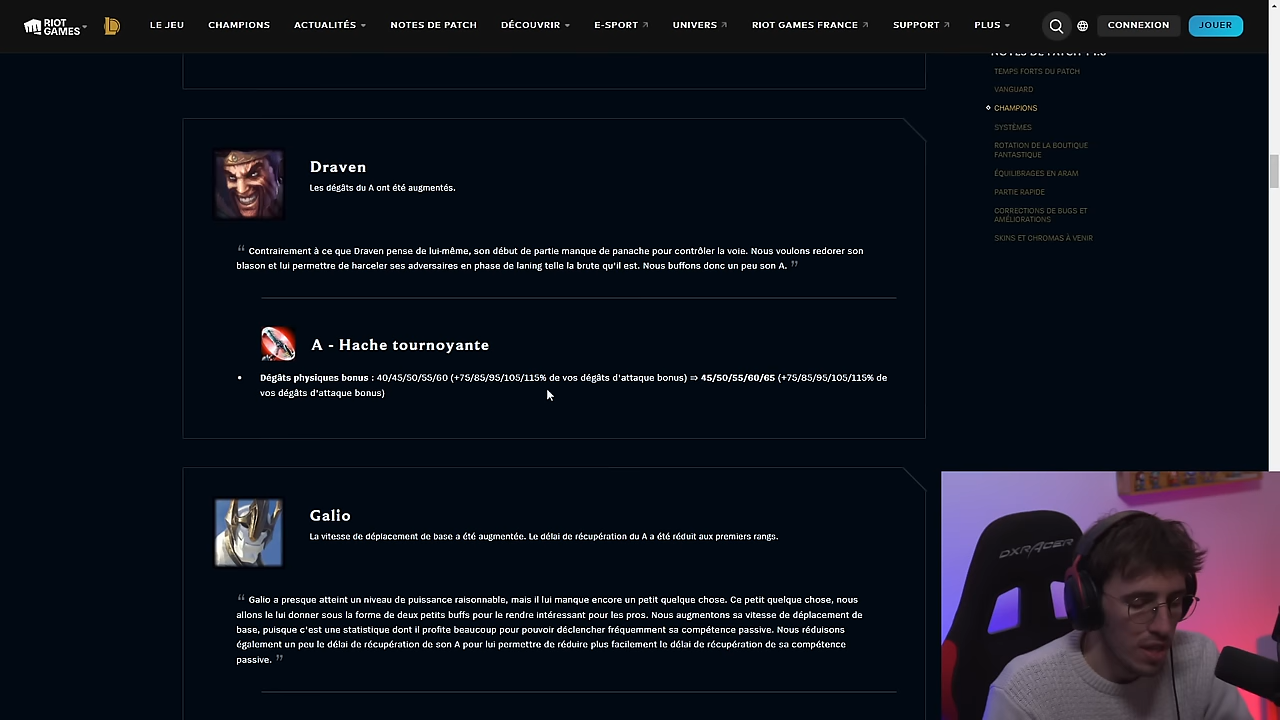 RIOT GAMES
LE JEU CHAMPIONS ACTUALITÉS NOTES DE PATCH DÉCOUVRIR E-SPORT UNIVERS RIOT GAMES FRANCE SUPPORT PLUS CONNEXION JOUER
NOTES DE PATCH 14.8
TEMPS FORTS DU PATCH
VANGUARD
CHAMPIONS
SYSTÈMES
ROTATION DE LA BOUTIQUE
FANTASTIQUE
ÉQUILIBRAGES EN ARAM
PARTIE RAPIDE
CORRECTIONS DE BUGS ET
AMÉLIORATIONS
SKINS ET CHROMAS À VENIR
Draven
Les dégâts du A ont été augmentés.
“ Contrairement à ce que Draven pense de lui-même, son début de partie manque de panache pour contrôler la voie. Nous voulons redorer son
blason et lui permettre de harceler ses adversaires en phase de laning telle la brute qu'il est. Nous buffons donc un peu son A. ”
A - Hache tournoyante
• Dégâts physiques bonus : 40/45/50/55/60 (+75/85/95/105/115% de vos dégâts d'attaque bonus) ⇒ 45/50/55/60/65 (+75/85/95/105/115% de
vos dégâts d'attaque bonus)
Galio
La vitesse de déplacement de base a été augmentée. Le délai de récupération du A a été réduit aux premiers rangs.
“ Galio a presque atteint un niveau de puissance raisonnable, mais il lui manque encore un petit quelque chose. Ce petit quelque chose, nous
allons le lui donner sous la forme de deux petits buffs pour le rendre intéressant pour les pros. Nous augmentons sa vitesse de déplacement de
base, puisque c'est une statistique dont il profite beaucoup pour pouvoir déclencher fréquemment sa compétence passive. Nous réduisons
également un peu le délai de récupération de son A pour lui permettre de réduire plus facilement le délai de récupération de sa compétence
passive. ”
DXRACER